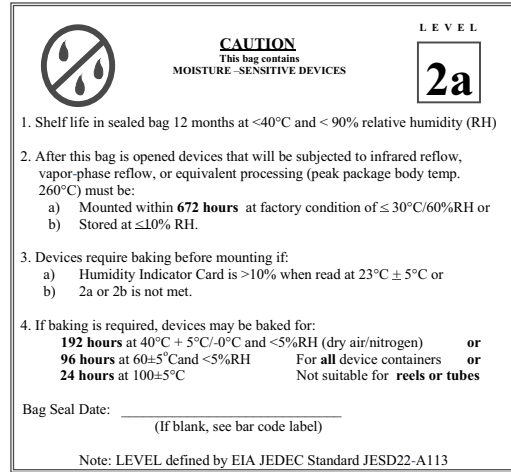 LEVEL
CAUTION
This bag contains
MOISTURE –SENSITIVE DEVICES
2a
1. Shelf life in sealed bag 12 months at <40°C and < 90% relative humidity (RH)
2. After this bag is opened devices that will be subjected to infrared reflow,
vapor-phase reflow, or equivalent processing (peak package body temp.
260°C) must be:
a) Mounted within 672 hours at factory condition of ≤ 30°C/60%RH or
b) Stored at ≤10% RH.
3. Devices require baking before mounting if:
a) Humidity Indicator Card is >10% when read at 23°C ± 5°C or
b) 2a or 2b is not met.
4. If baking is required, devices may be baked for:
192 hours at 40°C + 5°C/-0°C and <5%RH (dry air/nitrogen) or
96 hours at 60±5°Cand <5%RH For all device containers or
24 hours at 100±5°C Not suitable for reels or tubes
Bag Seal Date: ______________________________
(If blank, see bar code label)
Note: LEVEL defined by EIA JEDEC Standard JESD22-A113